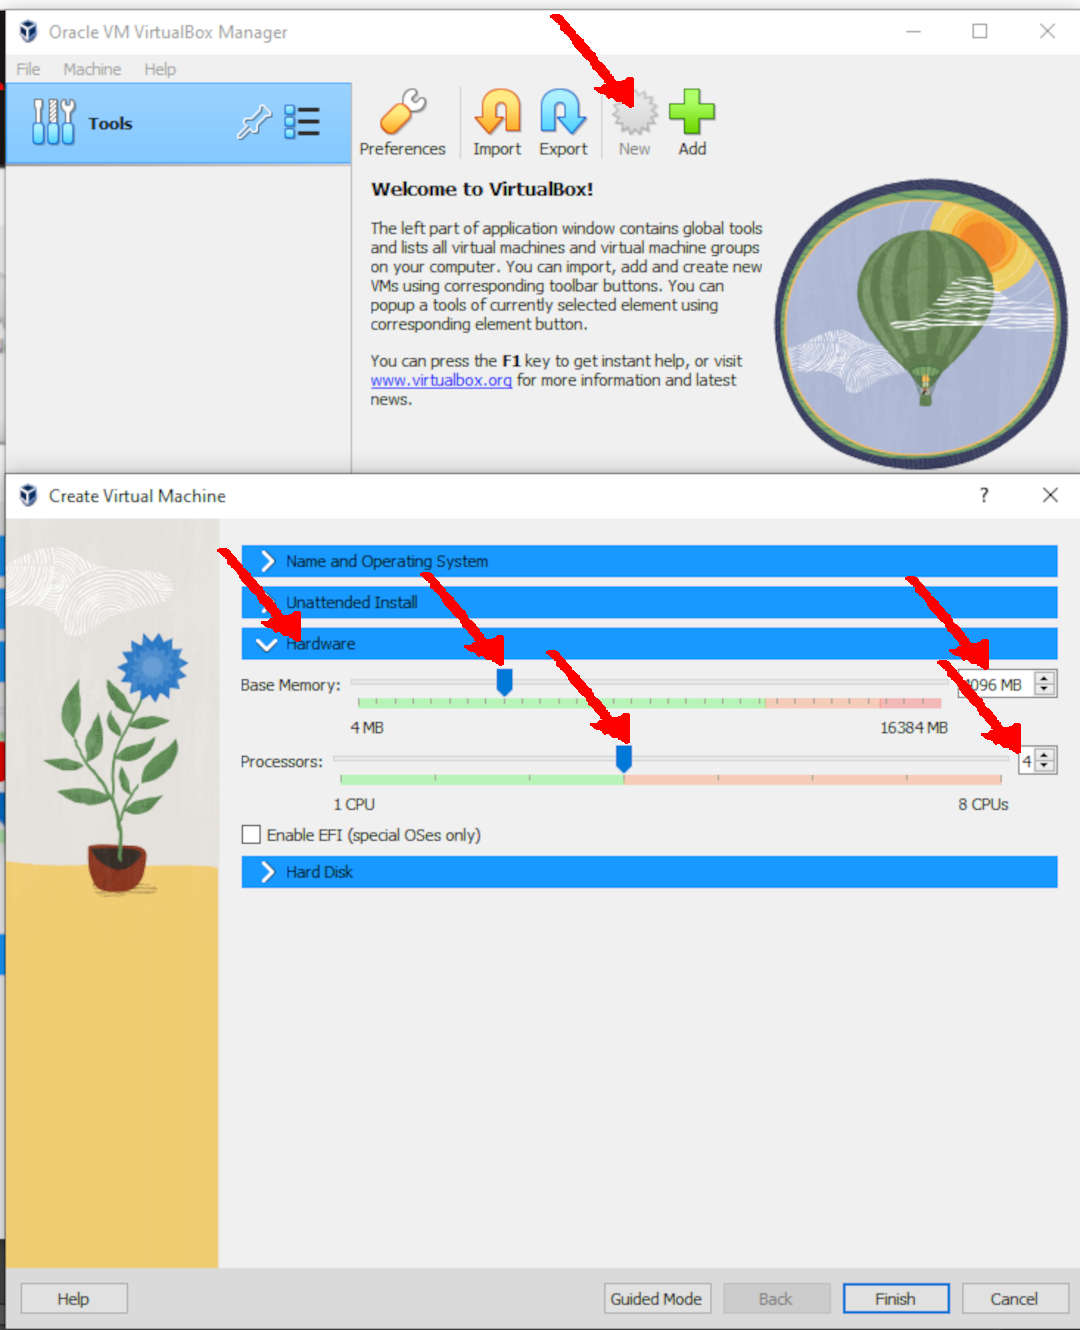 Oracle VM VirtualBox Manager
File Machine Help
Tools
Preferences Import Export New Add
Welcome to VirtualBox!
The left part of application window contains global tools
and lists all virtual machines and virtual machine groups
on your computer. You can import, add and create new
VMs using corresponding toolbar buttons. You can
popup a tools of currently selected element using
corresponding element button.
You can press the F1 key to get instant help, or visit
www.virtualbox.org for more information and latest
news.
Create Virtual Machine ?
Name and Operating System
Unattended Install
Hardware
Base Memory: 4096 MB
4 MB 16384 MB
Processors: 4
1 CPU 8 CPUs
Enable EFI (special OSes only)
Hard Disk
Help Guided Mode Back Finish Cancel